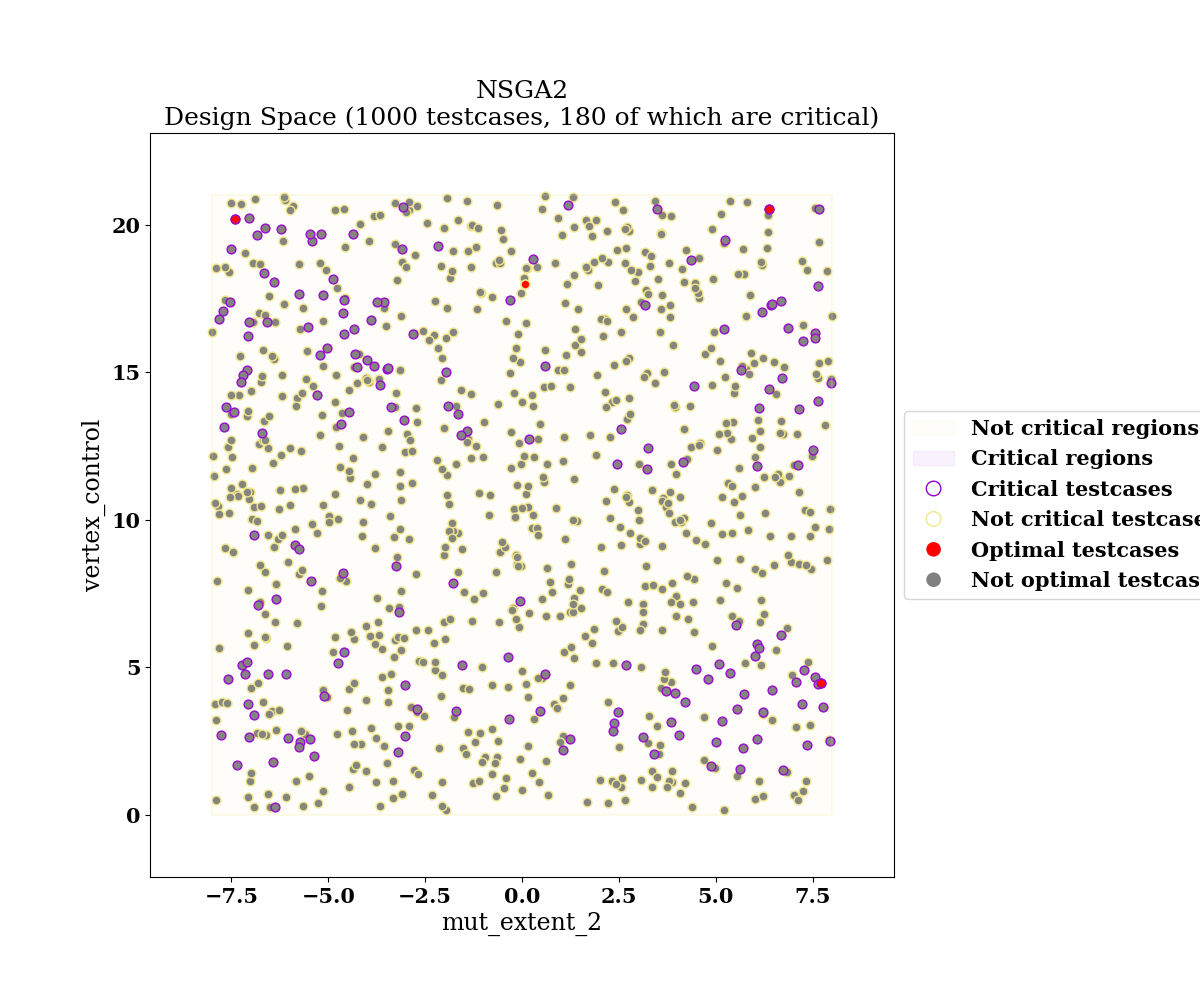 NSGA2
Design Space (1000 testcases, 180 of which are critical)
vertex_control
20
15
10
5
0
−7.5 −5.0 −2.5 0.0 2.5 5.0 7.5
mut_extent_2
Not critical regions
Critical regions
Critical testcases
Not critical testcase
Optimal testcases
Not optimal testcas